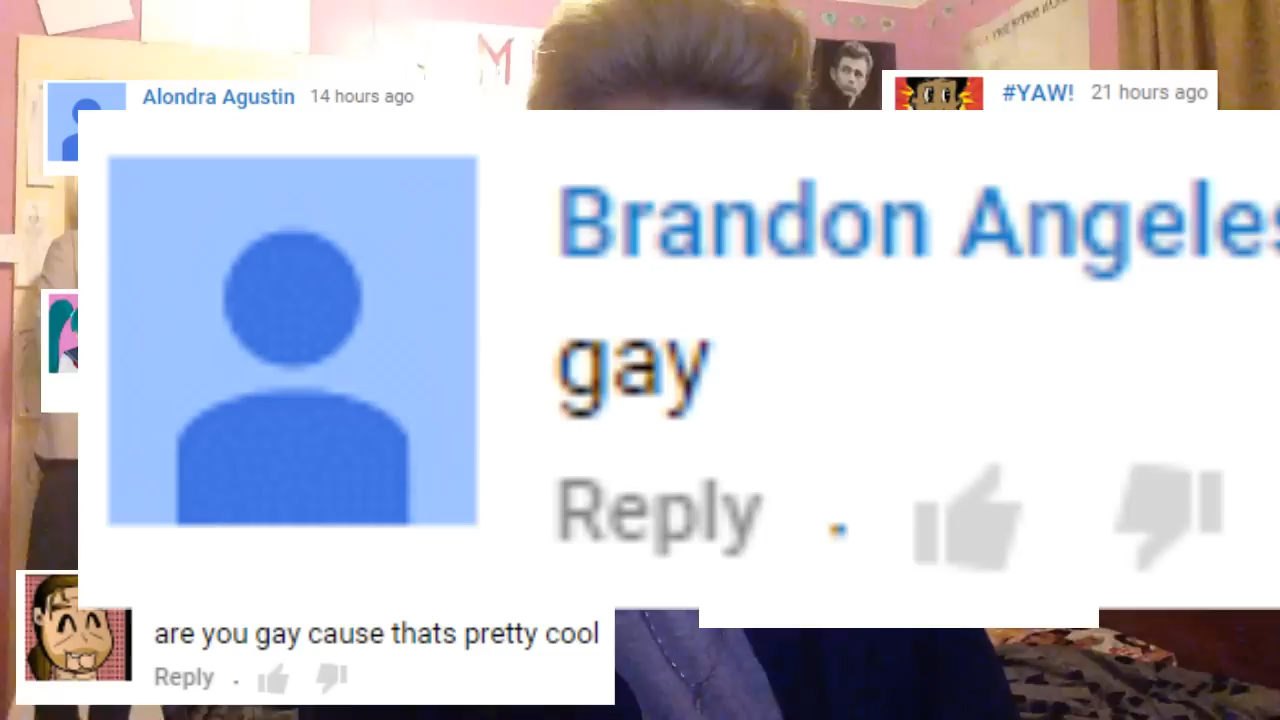 M
Alondra Agustin 14 hours ago
#YAW! 21 hours ago
Brandon Angeles
gay
Reply
are you gay cause thats pretty cool
Reply